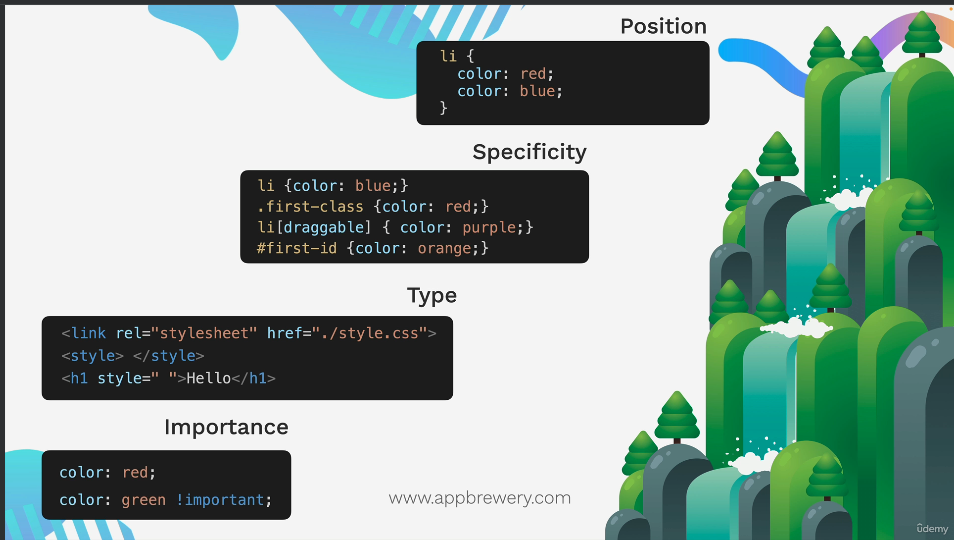 Position
li {
  color: red;
  color: blue;
}
Specificity
li {color: blue;}
.first-class {color: red;}
li[draggable] { color: purple;}
#first-id {color: orange;}
Type
<link rel="stylesheet" href="./style.css">
<style> </style>
<h1 style=" ">Hello</h1>
Importance
color: red;
color: green !important;
www.appbrewery.com
ûdemy